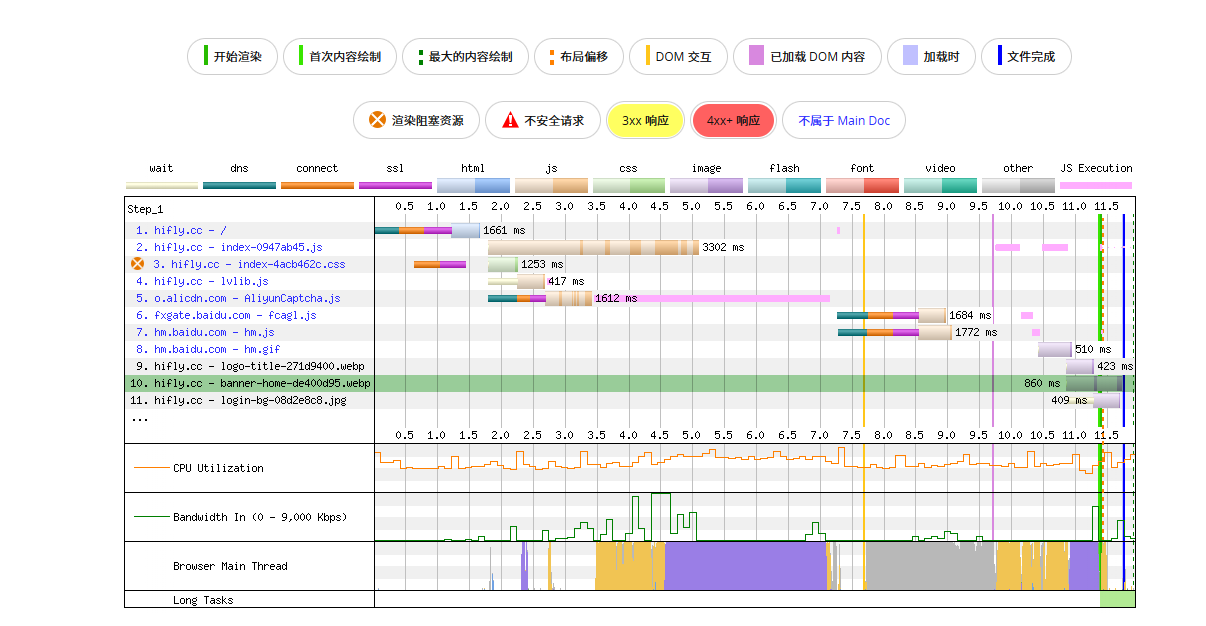 开始渲染 首次内容绘制 最大的内容绘制 布局偏移 DOM 交互 已加载 DOM 内容 加载时 文件完成
渲染阻塞资源 不安全请求 3xx 响应 4xx+ 响应 不属于 Main Doc
wait dns connect ssl html js css image flash font video other JS Execution
Step_1 0.5 1.0 1.5 2.0 2.5 3.0 3.5 4.0 4.5 5.0 5.5 6.0 6.5 7.0 7.5 8.0 8.5 9.0 9.5 10.0 10.5 11.0 11.5
1. hifly.cc - / 1661 ms
2. hifly.cc - index-0947ab45.js 3302 ms
3. hifly.cc - index-4acb462c.css 1253 ms
4. hifly.cc - lvlib.js 417 ms
5. o.alicdn.com - AliyunCaptcha.js 1612 ms
6. fxgate.baidu.com - fcagl.js 1684 ms
7. hm.baidu.com - hm.js 1772 ms
8. hm.baidu.com - hm.gif 510 ms
9. hifly.cc - logo-title-271d9400.webp 423 ms
10. hifly.cc - banner-home-de400d95.webp 860 ms
11. hifly.cc - login-bg-08d2e8c8.jpg 409 ms
...
0.5 1.0 1.5 2.0 2.5 3.0 3.5 4.0 4.5 5.0 5.5 6.0 6.5 7.0 7.5 8.0 8.5 9.0 9.5 10.0 10.5 11.0 11.5
CPU Utilization
Bandwidth In (0 - 9,000 Kbps)
Browser Main Thread
Long Tasks